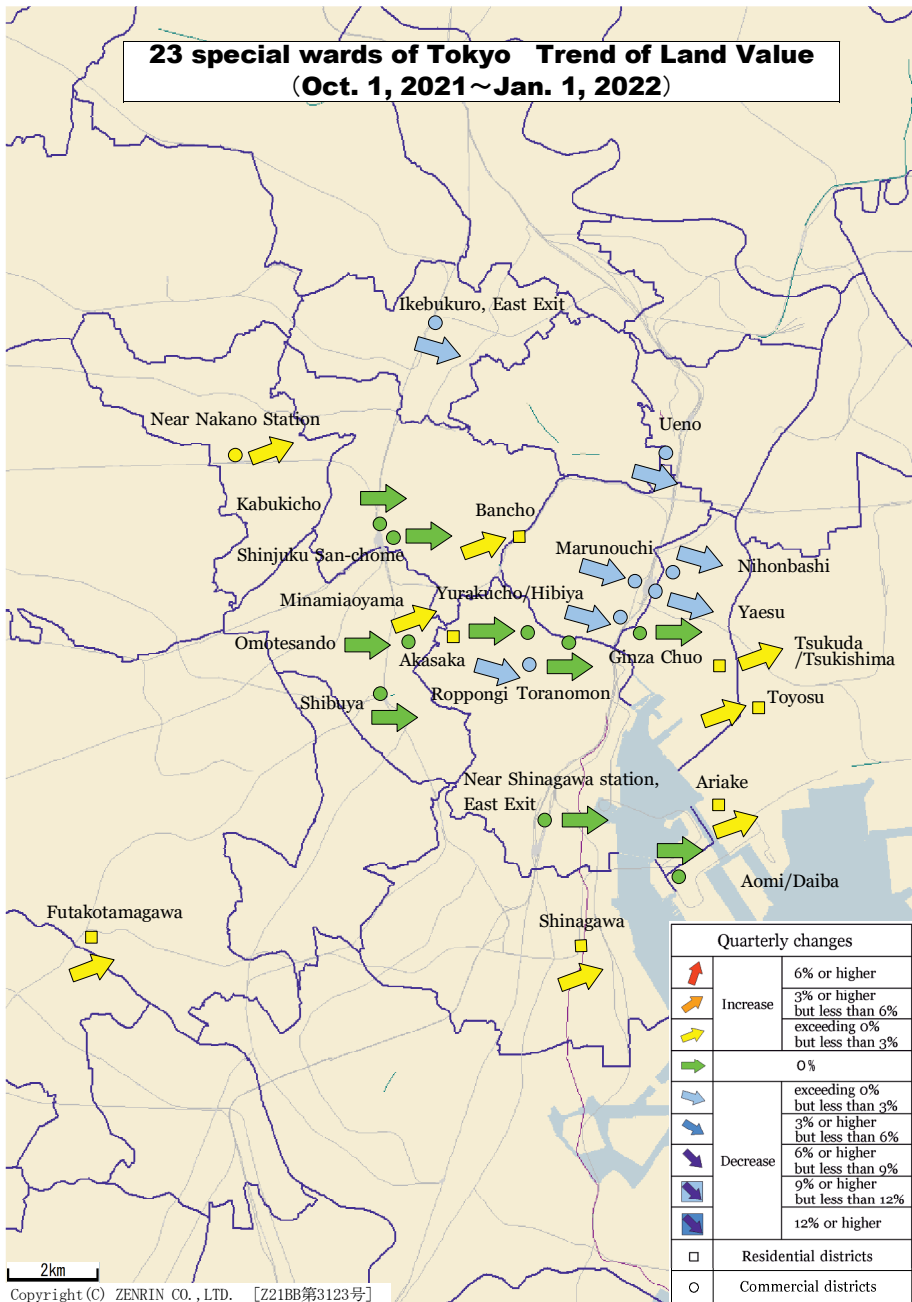 23 special wards of Tokyo Trend of Land Value
（Oct. 1, 2021～Jan. 1, 2022）
Ikebukuro, East Exit
Near Nakano Station
Ueno
Kabukicho
Bancho
Shinjuku San-chome
Marunouchi
Nihonbashi
Minamiaoyama
Yurakucho/Hibiya
Yaesu
Omotesando
Akasaka
Ginza Chuo
Tsukuda
/Tsukishima
Shibuya
Roppongi
Toranomon
Toyosu
Near Shinagawa station,
East Exit
Ariake
Aomi/Daiba
Futakotamagawa
Shinagawa
Quarterly changes
Increase
6% or higher
3% or higher
but less than 6%
exceeding 0%
but less than 3%
0%
Decrease
exceeding 0%
but less than 3%
3% or higher
but less than 6%
6% or higher
but less than 9%
9% or higher
but less than 12%
12% or higher
Residential districts
Commercial districts
2km
Copyright(C) ZENRIN CO.,LTD. [Z21BB第3123号]